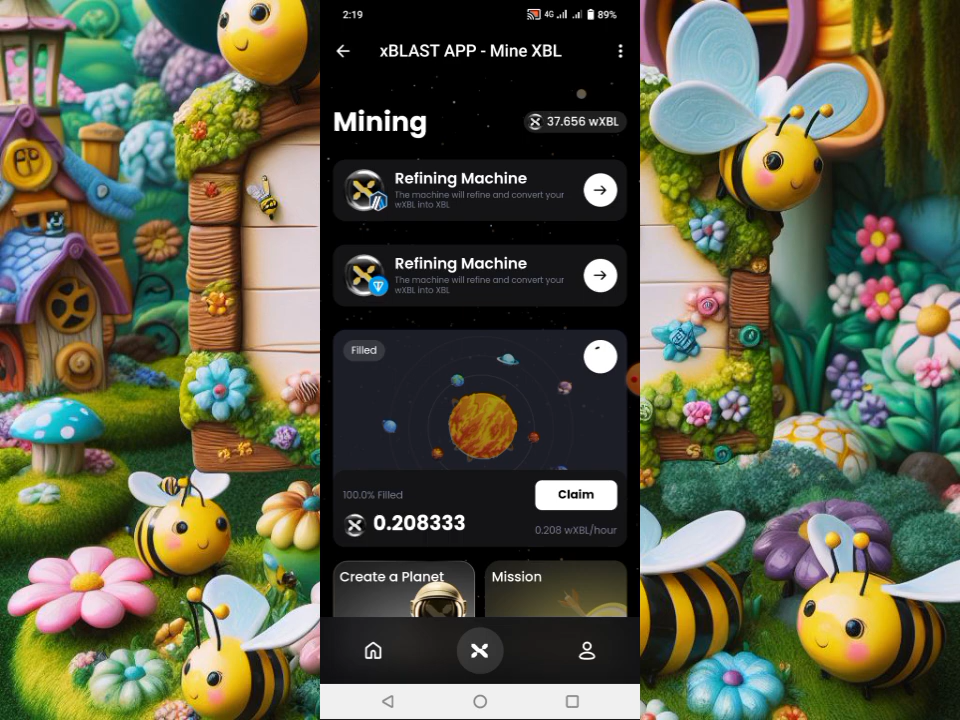 2:19
4G
89%
xBLAST APP - Mine XBL
Mining
37.656 wXBL
Refining Machine
The machine will refine and convert your
wXBL into XBL
Refining Machine
The machine will refine and convert your
wXBL into XBL
Filled
100.0% Filled
Claim
0.208333
0.208 wXBL/hour
Create a Planet
Mission